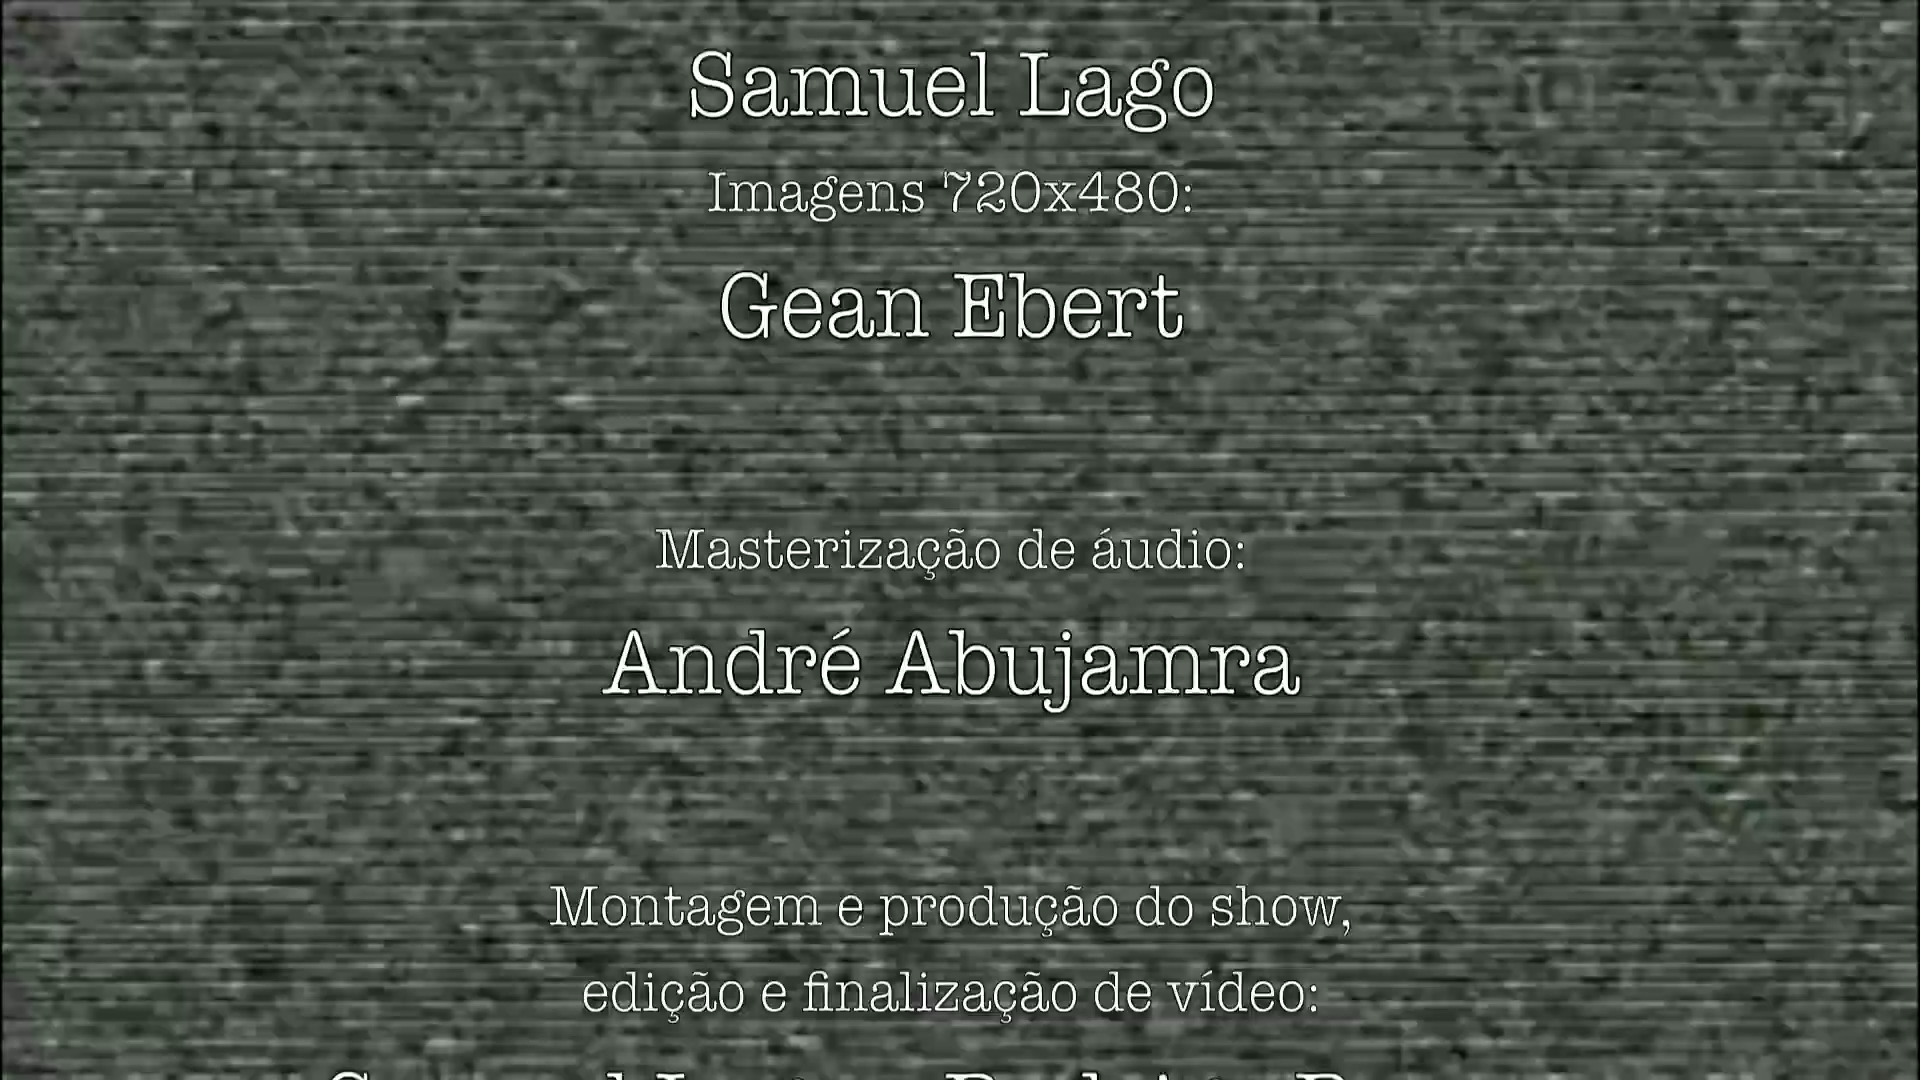 Samuel Lago
Imagens 720x480:
Gean Ebert
Masterização de áudio:
André Abujamra
Montagem e produção do show,
edição e finalização de vídeo: